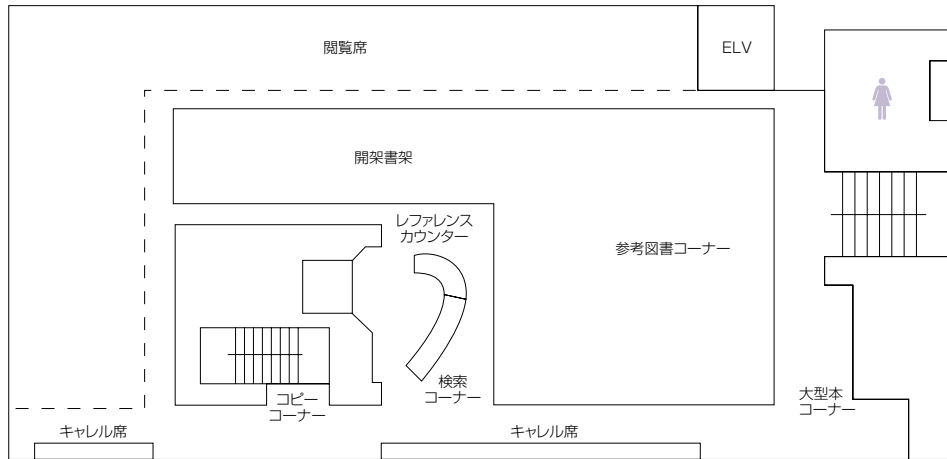 閲覧席
ELV
開架書架
レファレンス
カウンター
参考図書コーナー
検索
コーナー
コピー
コーナー
大型本
コーナー
キャレル席
キャレル席